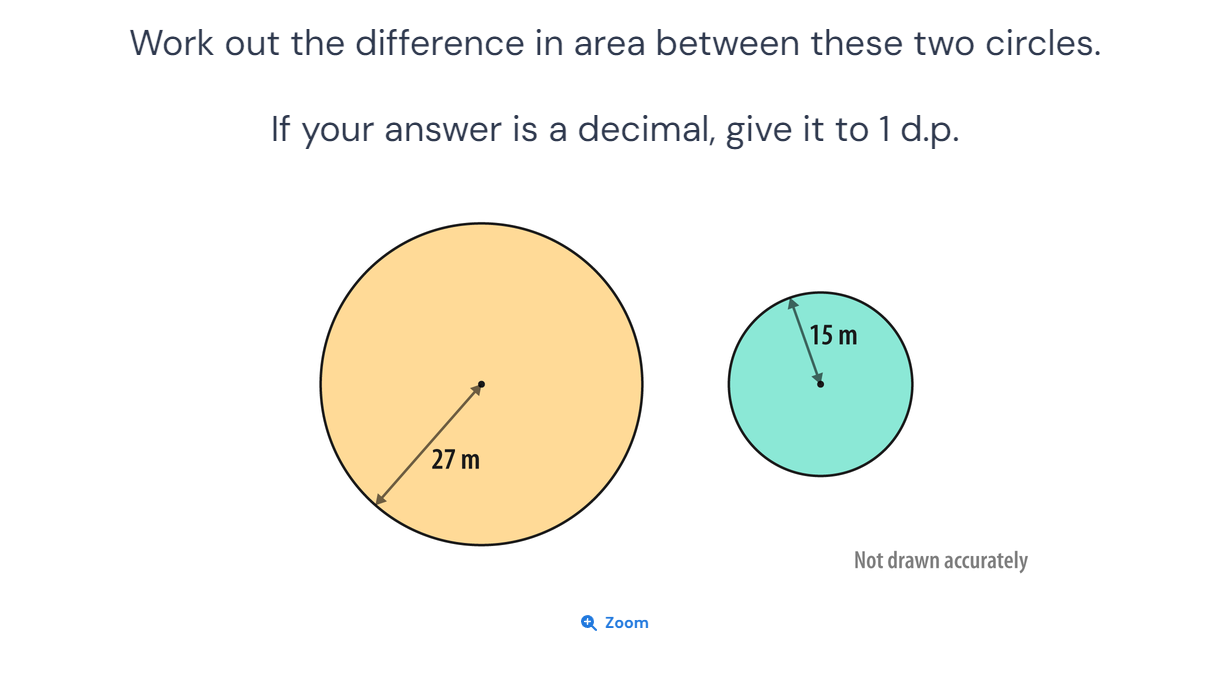 Work out the difference in area between these two circles.
If your answer is a decimal, give it to 1 d.p.
15 m
27 m
Not drawn accurately
Zoom